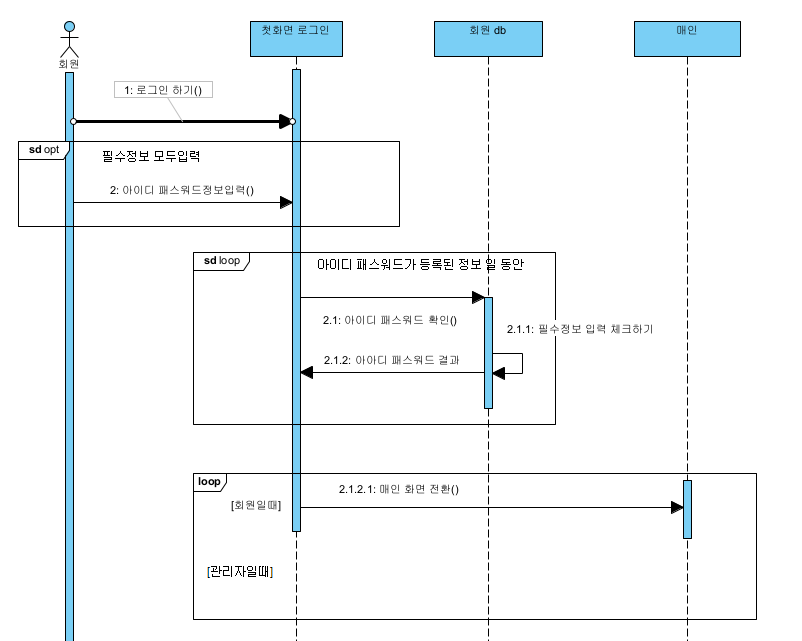 첫화면 로그인
회원 db
매인
회원
1: 로그인 하기()
sd opt
필수정보 모두입력
2: 아이디 패스워드정보입력()
sd loop
아이디 패스워드가 등록된 정보 일 동안
2.1: 아이디 패스워드 확인()
2.1.1: 필수정보 입력 체크하기
2.1.2: 아아디 패스워드 결과
loop
2.1.2.1: 매인 화면 전환()
[회원일때]
[관리자일때]